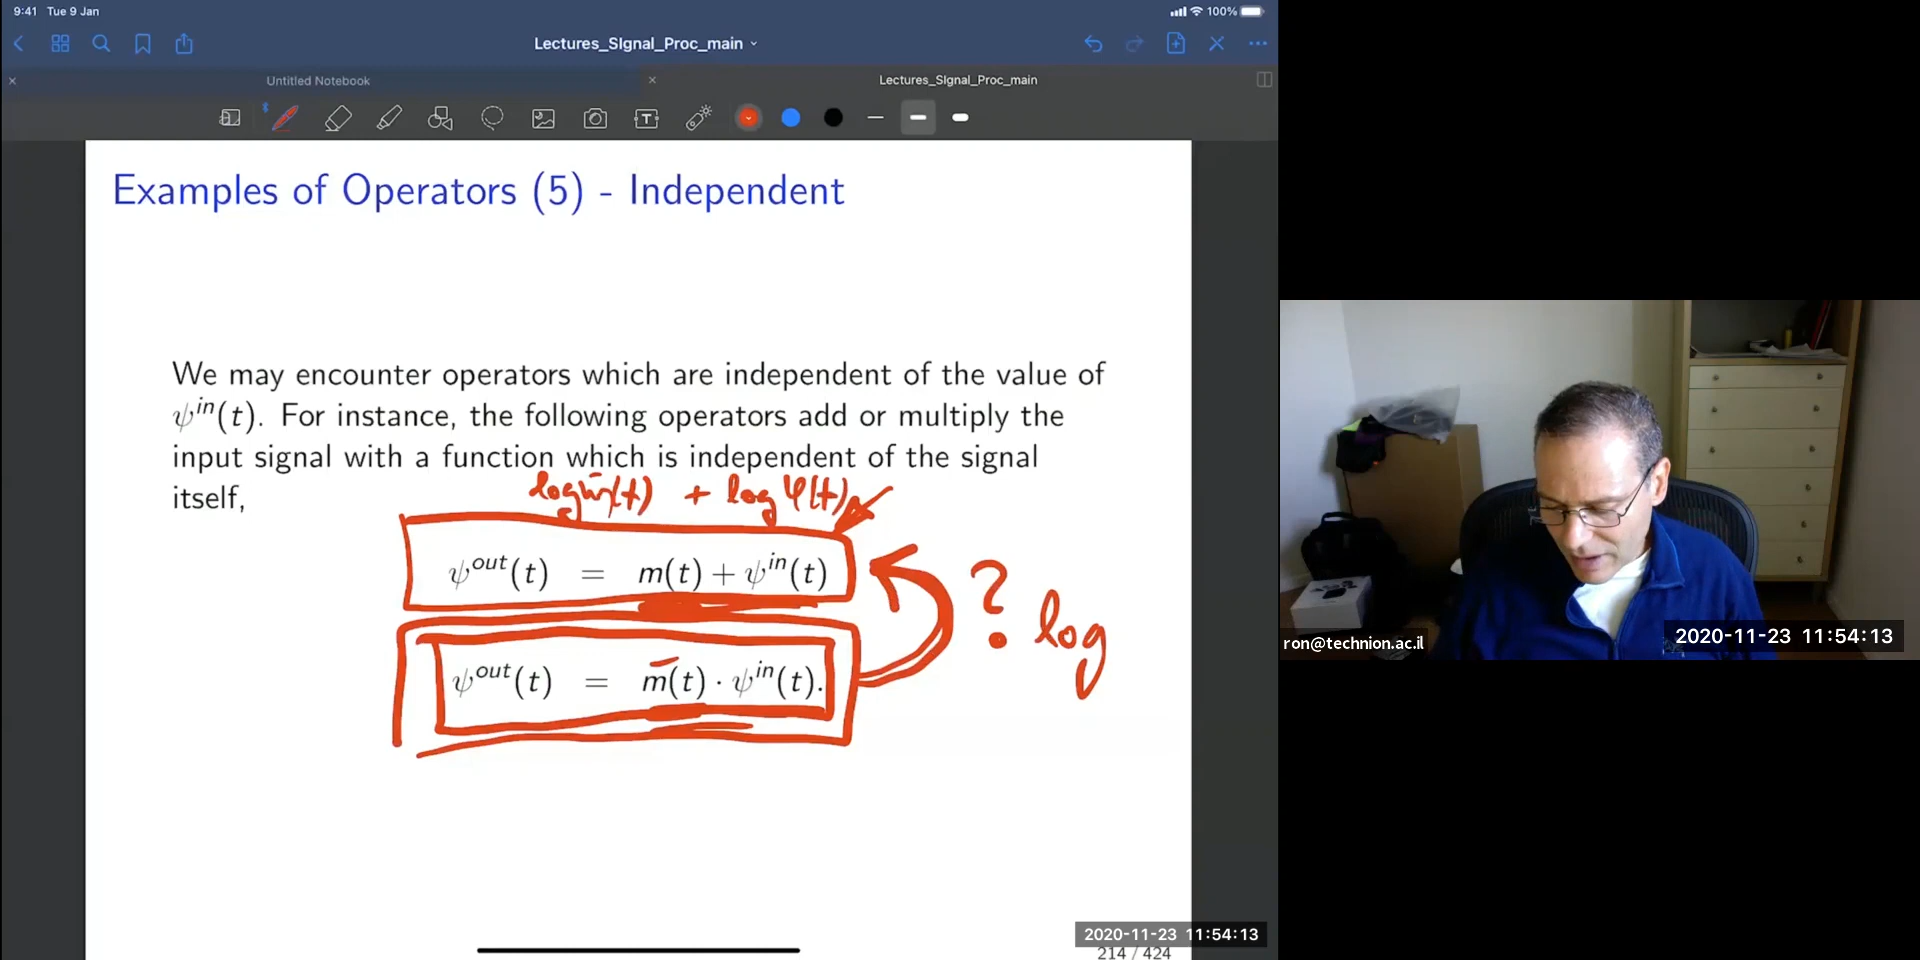 9:41 Tue 9 Jan
100%
Lectures_SIgnal_Proc_main
Untitled Notebook
Lectures_SIgnal_Proc_main
Examples of Operators (5) - Independent
We may encounter operators which are independent of the value of
ψ^in(t). For instance, the following operators add or multiply the
input signal with a function which is independent of the signal
itself,
log m̄(t) + log φ(t)
ψ^out(t) = m(t) + ψ^in(t)
? log
ψ^out(t) = m̄(t) · ψ^in(t).
2020-11-23 11:54:13
214 / 424
ron@technion.ac.il
2020-11-23 11:54:13